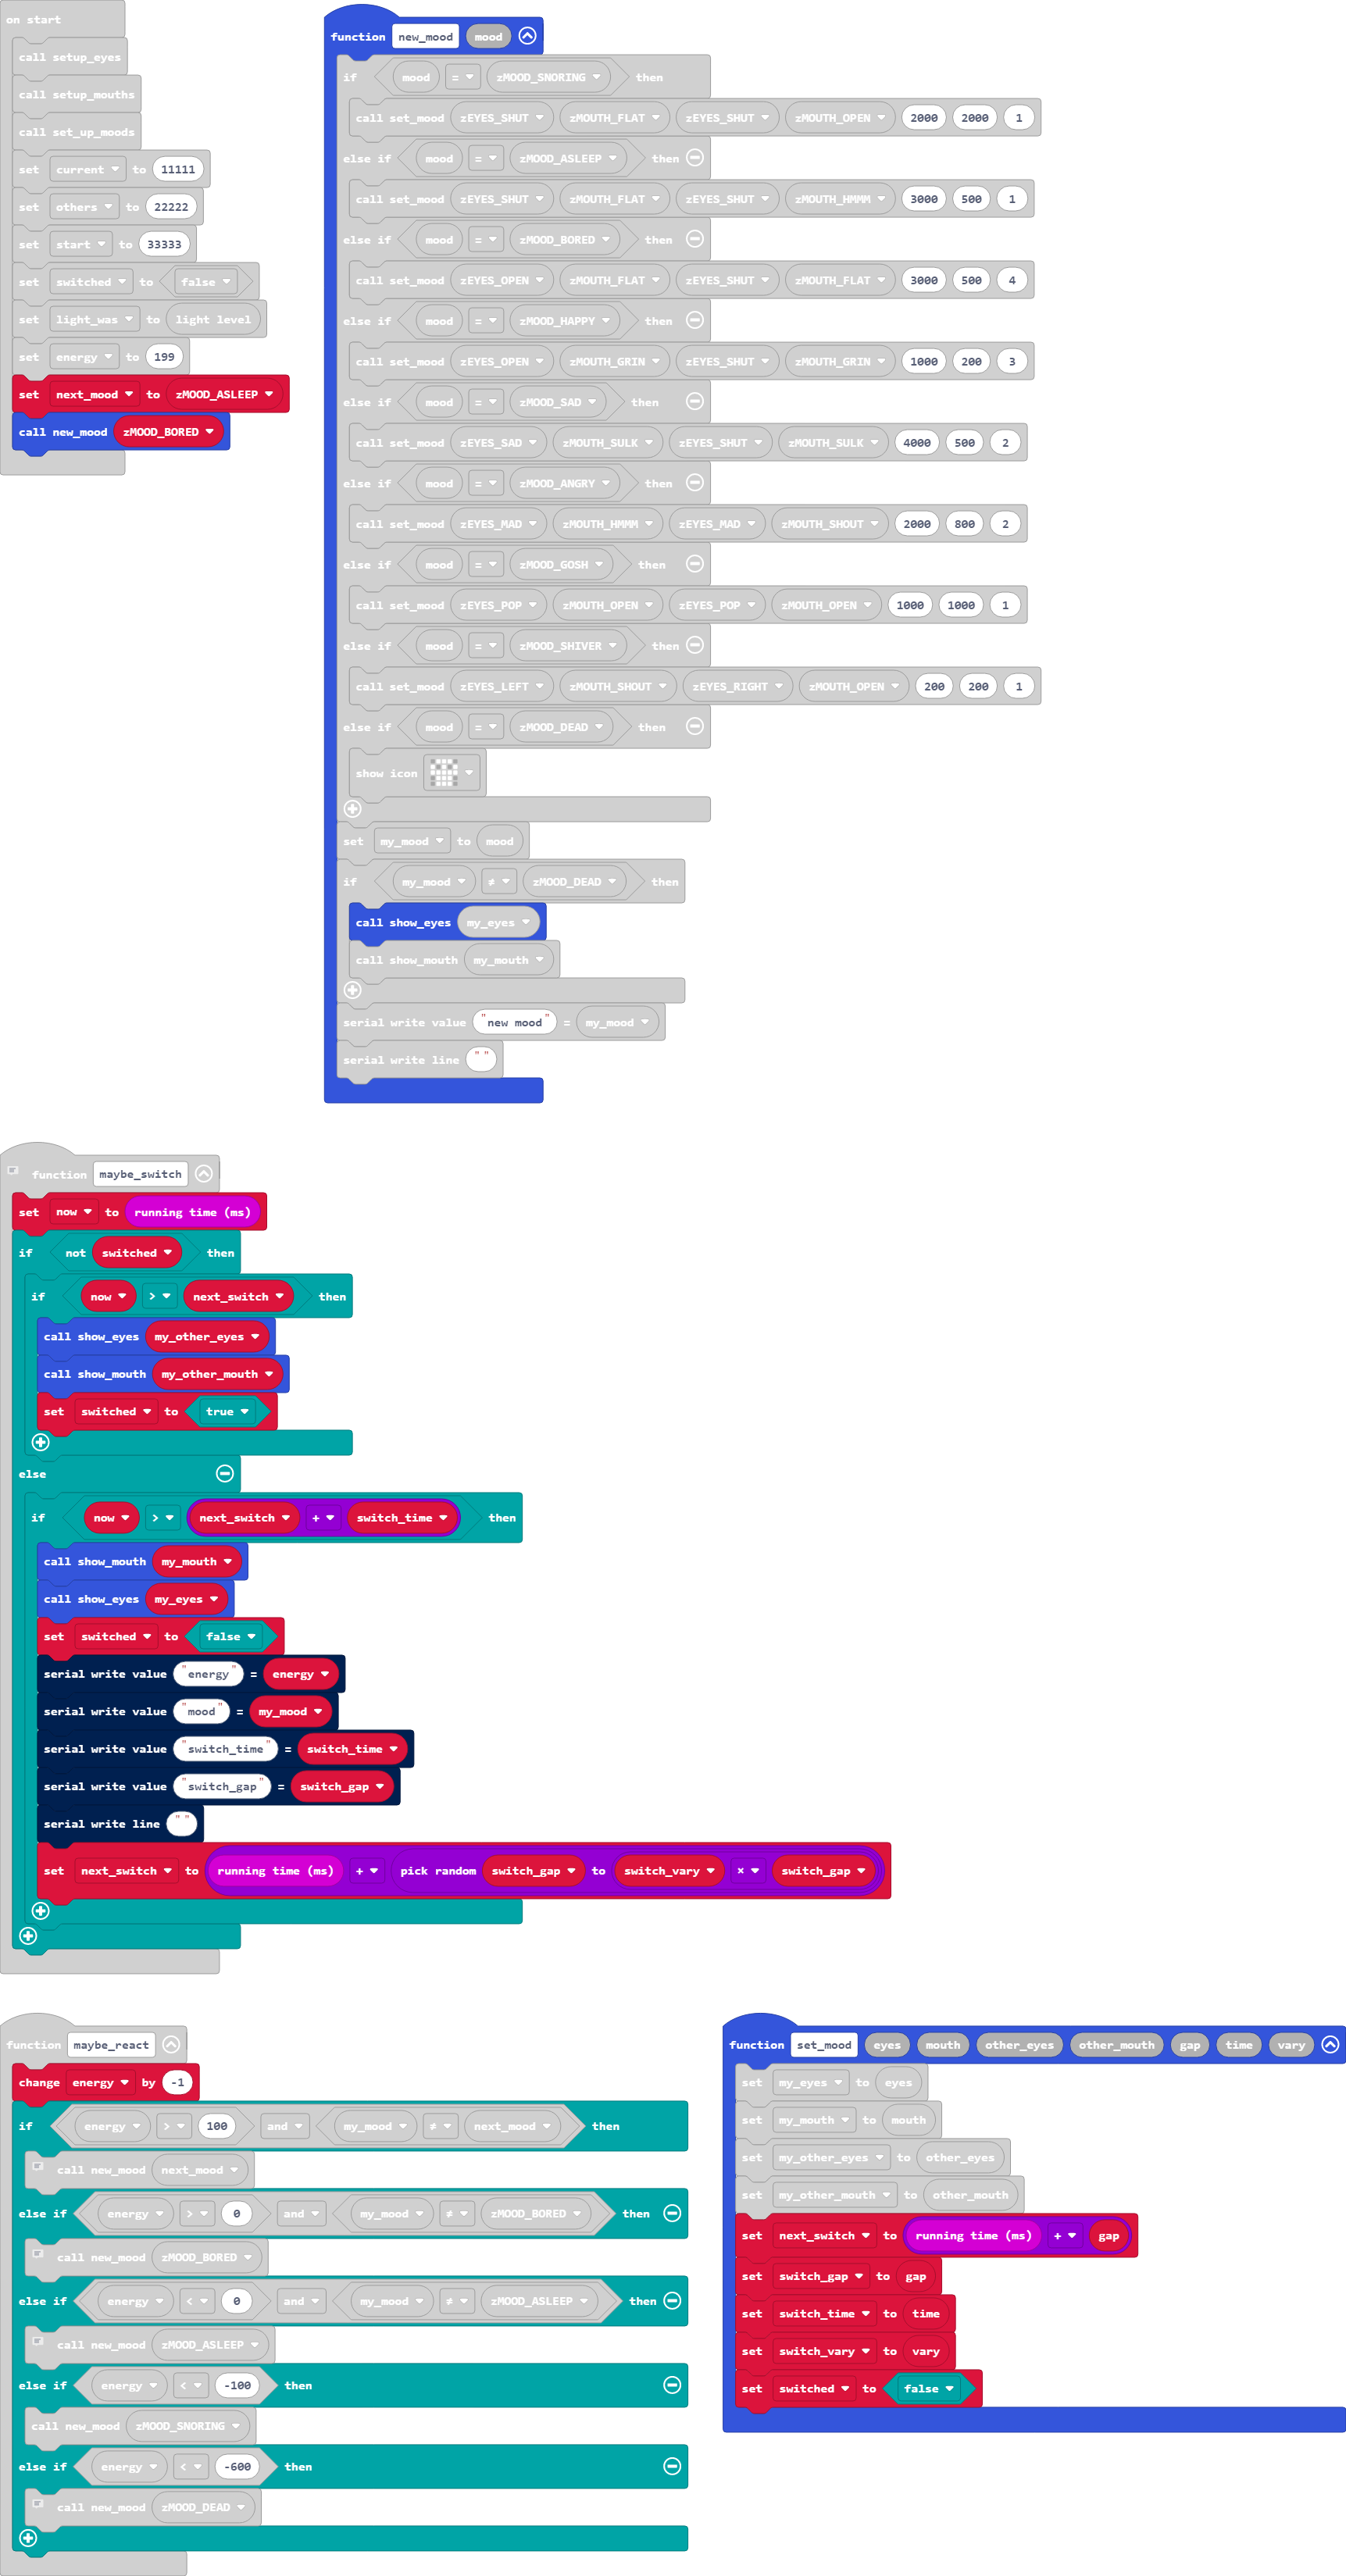 on start
call setup_eyes
call setup_mouths
call set_up_moods
set current to 11111
set others to 22222
set start to 33333
set switched to false
set light_was to light level
set energy to 199
set next_mood to zMOOD_ASLEEP
call new_mood zMOOD_BORED
function new_mood mood
if mood = zMOOD_SNORING then
call set_mood zEYES_SHUT zMOUTH_FLAT zEYES_SHUT zMOUTH_OPEN 2000 2000 1
else if mood = zMOOD_ASLEEP then
call set_mood zEYES_SHUT zMOUTH_FLAT zEYES_SHUT zMOUTH_HMMM 3000 500 1
else if mood = zMOOD_BORED then
call set_mood zEYES_OPEN zMOUTH_FLAT zEYES_SHUT zMOUTH_FLAT 3000 500 4
else if mood = zMOOD_HAPPY then
call set_mood zEYES_OPEN zMOUTH_GRIN zEYES_SHUT zMOUTH_GRIN 1000 200 3
else if mood = zMOOD_SAD then
call set_mood zEYES_SAD zMOUTH_SULK zEYES_SHUT zMOUTH_SULK 4000 500 2
else if mood = zMOOD_ANGRY then
call set_mood zEYES_MAD zMOUTH_HMMM zEYES_MAD zMOUTH_SHOUT 2000 800 2
else if mood = zMOOD_GOSH then
call set_mood zEYES_POP zMOUTH_OPEN zEYES_POP zMOUTH_OPEN 1000 1000 1
else if mood = zMOOD_SHIVER then
call set_mood zEYES_LEFT zMOUTH_SHOUT zEYES_RIGHT zMOUTH_OPEN 200 200 1
else if mood = zMOOD_DEAD then
show icon
set my_mood to mood
if my_mood ≠ zMOOD_DEAD then
call show_eyes my_eyes
call show_mouth my_mouth
serial write value "new mood" = my_mood
serial write line ""
function maybe_switch
set now to running time (ms)
if not switched then
if now > next_switch then
call show_eyes my_other_eyes
call show_mouth my_other_mouth
set switched to true
else
if now > next_switch + switch_time then
call show_mouth my_mouth
call show_eyes my_eyes
set switched to false
serial write value "energy" = energy
serial write value "mood" = my_mood
serial write value "switch_time" = switch_time
serial write value "switch_gap" = switch_gap
serial write line ""
set next_switch to running time (ms) + pick random switch_gap to switch_vary × switch_gap
function maybe_react
change energy by -1
if energy > 100 and my_mood ≠ next_mood then
call new_mood next_mood
else if energy > 0 and my_mood ≠ zMOOD_BORED then
call new_mood zMOOD_BORED
else if energy < 0 and my_mood ≠ zMOOD_ASLEEP then
call new_mood zMOOD_ASLEEP
else if energy < -100 then
call new_mood zMOOD_SNORING
else if energy < -600 then
call new_mood zMOOD_DEAD
function set_mood eyes mouth other_eyes other_mouth gap time vary
set my_eyes to eyes
set my_mouth to mouth
set my_other_eyes to other_eyes
set my_other_mouth to other_mouth
set next_switch to running time (ms) + gap
set switch_gap to gap
set switch_time to time
set switch_vary to vary
set switched to false